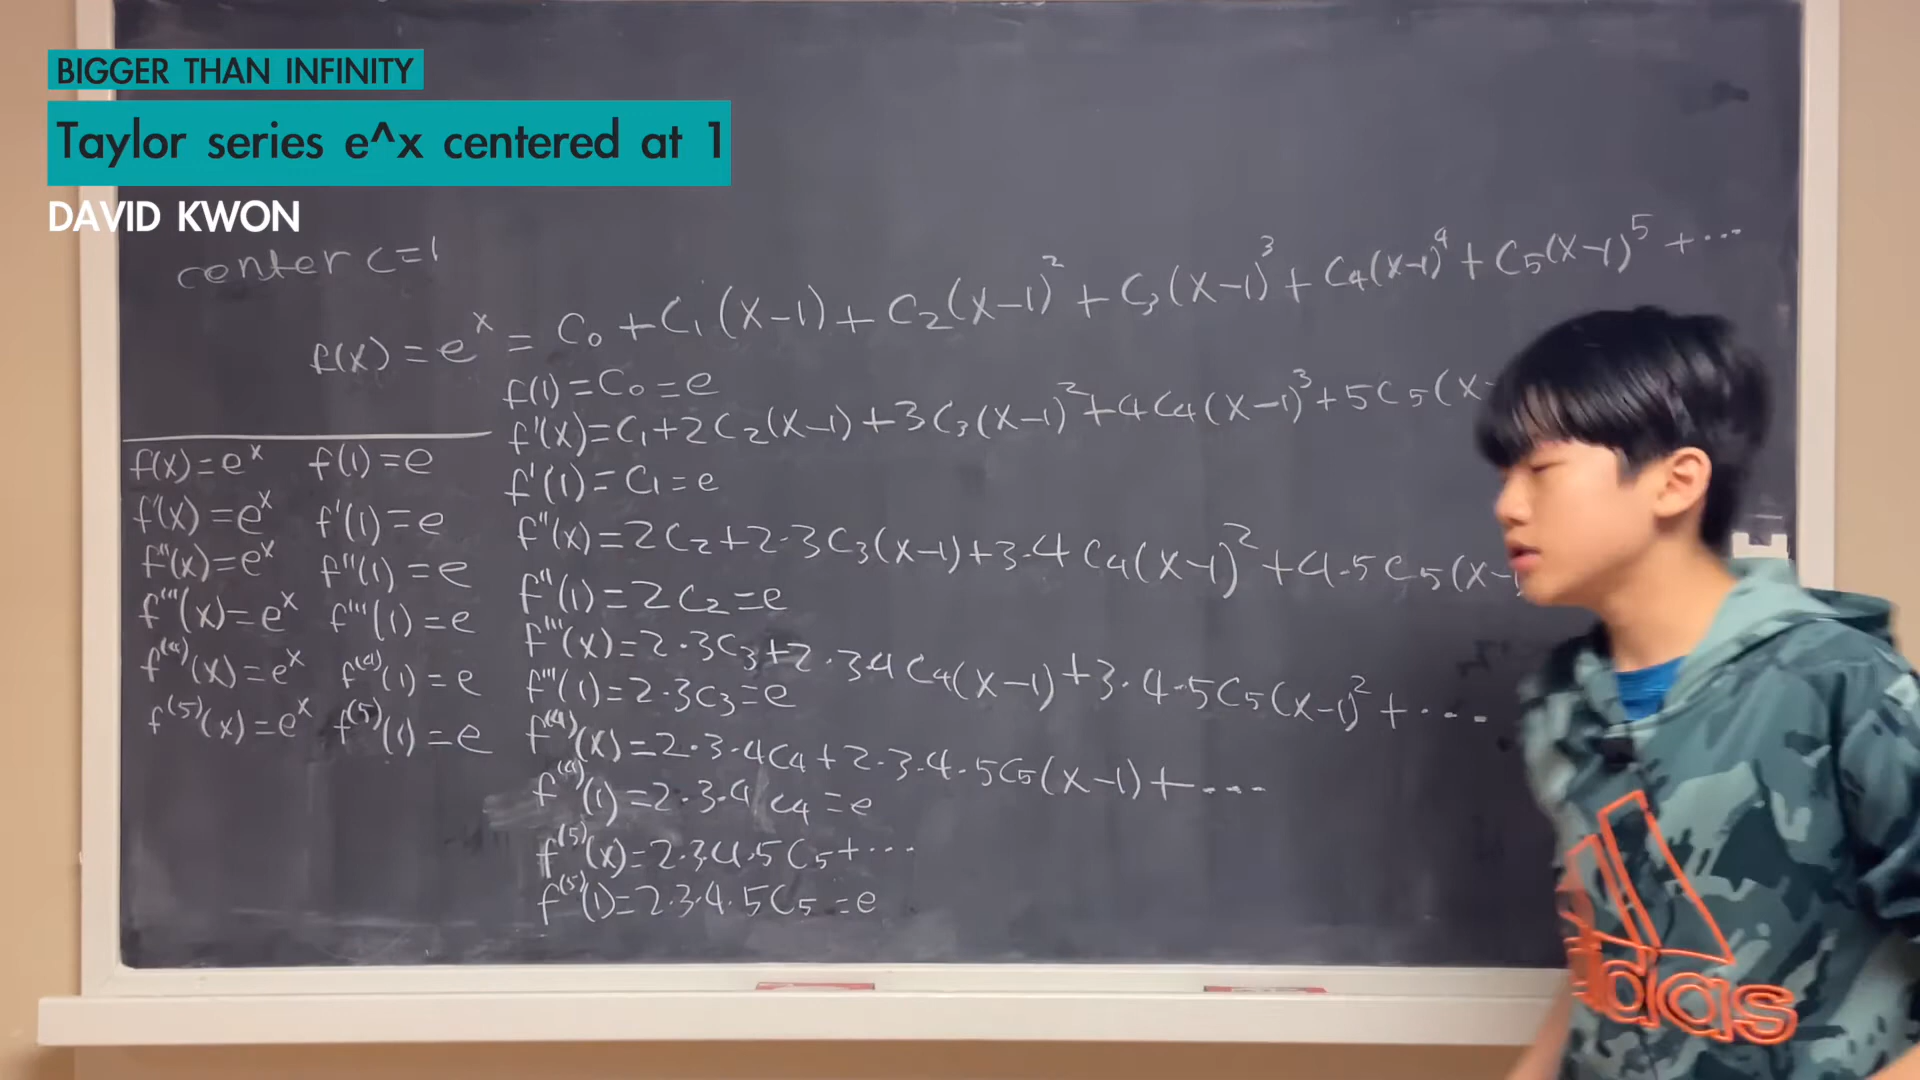 BIGGER THAN INFINITY
Taylor series e^x centered at 1
DAVID KWON
center c=1
f(x) = e^x = C₀ + C₁(x-1) + C₂(x-1)² + C₃(x-1)³ + C₄(x-1)⁴ + C₅(x-1)⁵ + ...
f(1) = C₀ = e
f'(x) = C₁ + 2C₂(x-1) + 3C₃(x-1)² + 4C₄(x-1)³ + 5C₅(x-
f'(1) = C₁ = e
f''(x) = 2C₂ + 2·3C₃(x-1) + 3·4C₄(x-1)² + 4·5C₅(x-
f''(1) = 2C₂ = e
f'''(x) = 2·3C₃ + 2·3·4C₄(x-1) + 3·4·5C₅(x-1)² + ...
f'''(1) = 2·3C₃ = e
f⁽⁴⁾(x) = 2·3·4C₄ + 2·3·4·5C₅(x-1) + ...
f⁽⁴⁾(1) = 2·3·4C₄ = e
f⁽⁵⁾(x) = 2·3·4·5C₅ + ...
f⁽⁵⁾(1) = 2·3·4·5C₅ = e
f(x) = e^x f(1) = e
f'(x) = e^x f'(1) = e
f''(x) = e^x f''(1) = e
f'''(x) = e^x f'''(1) = e
f⁽⁴⁾(x) = e^x f⁽⁴⁾(1) = e
f⁽⁵⁾(x) = e^x f⁽⁵⁾(1) = e
adidas